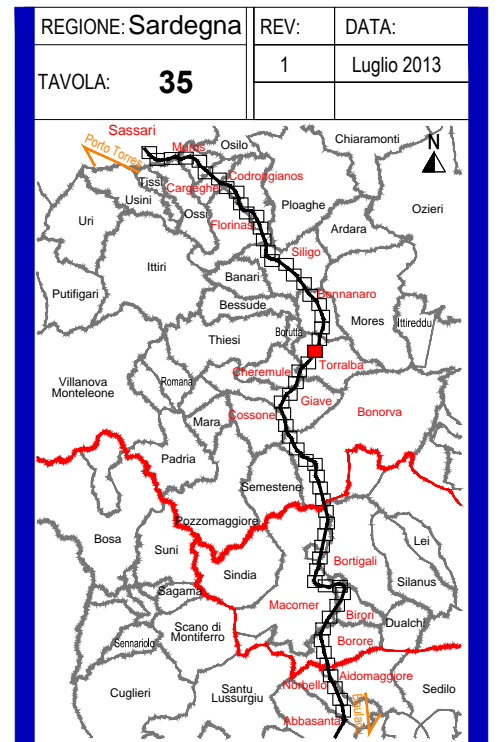 REGIONE: Sardegna
REV:
DATA:
TAVOLA: 35
1
Luglio 2013
Sassari
Porto Torres
Muros
Osilo
Chiaramonti
N
Tissi
Cargeghe
Codrongianos
Usini
Ossi
Ploaghe
Ozieri
Uri
Florinas
Ardara
Siligo
Ittiri
Banari
Putifigari
Bessude
Bonnanaro
Mores
Ittireddu
Thiesi
Borutta
Torralba
Cheremule
Villanova
Monteleone
Romana
Giave
Cossone
Bonorva
Mara
Padria
Semestene
Pozzomaggiore
Bosa
Suni
Lei
Bortigali
Sindia
Silanus
Sagama
Macomer
Birori
Dualchi
Scano di
Montiferro
Sennariolo
Borore
Aidomaggiore
Norbello
Cuglieri
Santu
Lussurgiu
Sedilo
Abbasanta